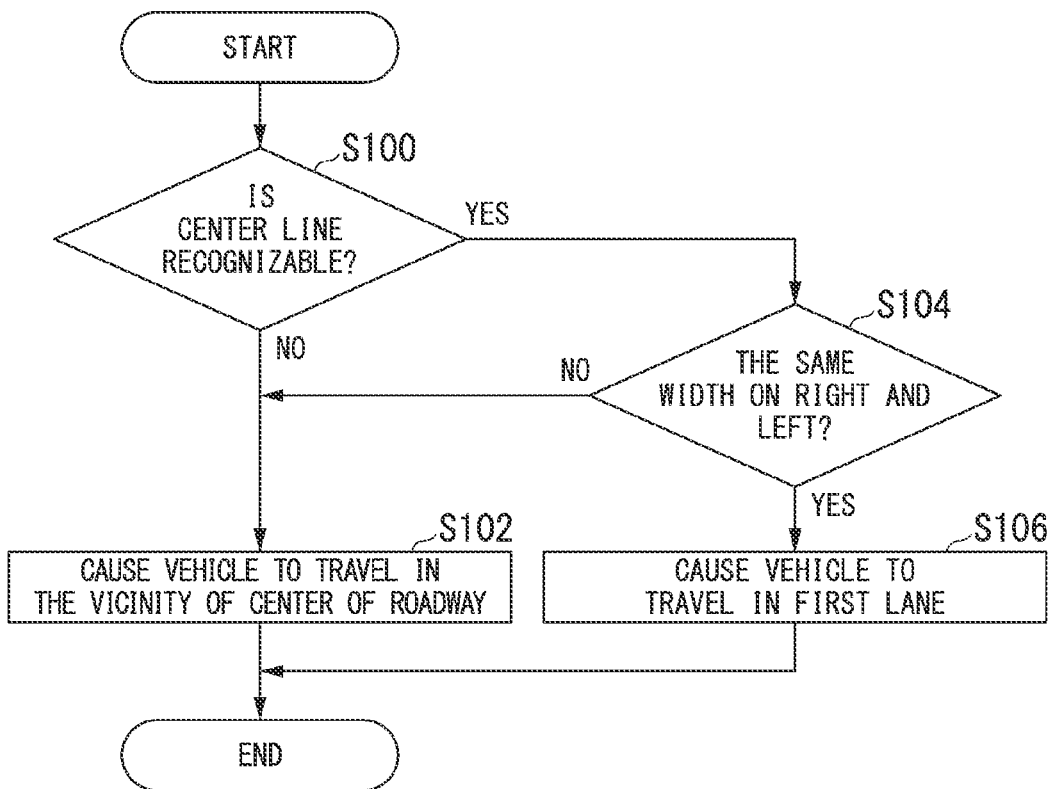 START
S100
IS
CENTER LINE
RECOGNIZABLE?
YES
NO
S104
THE SAME
WIDTH ON RIGHT AND
LEFT?
NO
YES
S102
CAUSE VEHICLE TO TRAVEL IN
THE VICINITY OF CENTER OF ROADWAY
S106
CAUSE VEHICLE TO
TRAVEL IN FIRST LANE
END